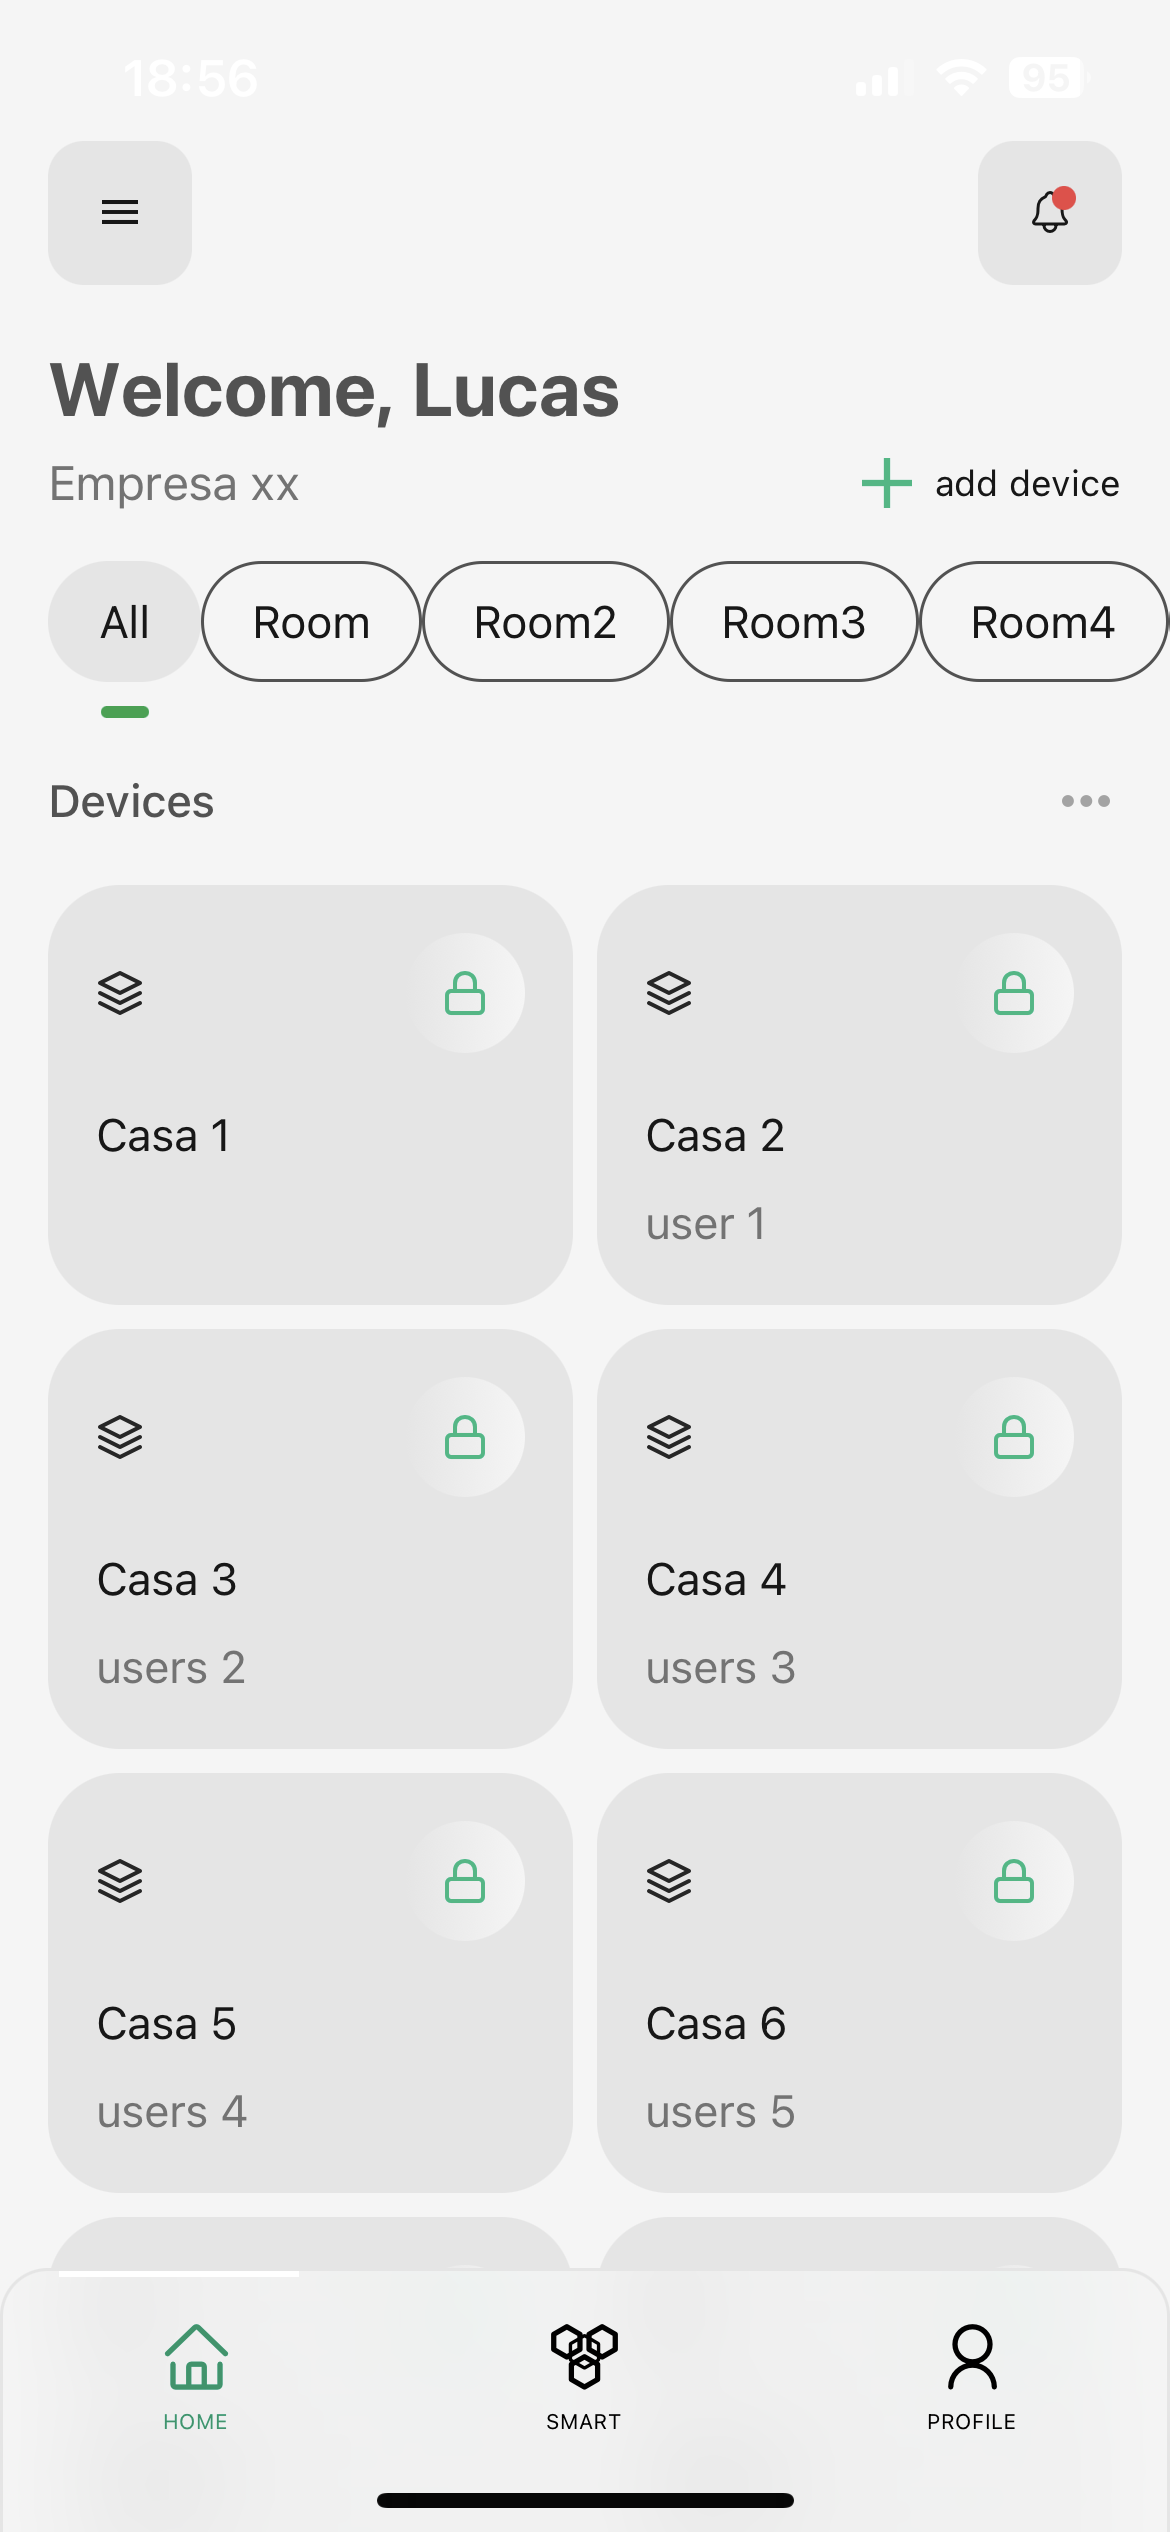 18:56
95
Welcome, Lucas
Empresa xx
add device
All Room Room2 Room3 Room4
Devices
Casa 1
Casa 2
user 1
Casa 3
Casa 4
users 2
users 3
Casa 5
Casa 6
users 4
users 5
HOME SMART PROFILE